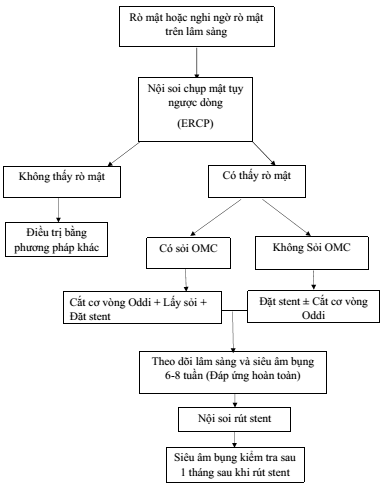 Rò mật hoặc nghi ngờ rò mật
trên lâm sàng
Nội soi chụp mật tụy
ngược dòng
(ERCP)
Không thấy rò mật
Có thấy rò mật
Điều trị bằng
phương pháp khác
Có sỏi OMC
Không Sỏi OMC
Cắt cơ vòng Oddi + Lấy sỏi +
Đặt stent
Đặt stent ± Cắt cơ vòng
Oddi
Theo dõi lâm sàng và siêu âm bụng
6-8 tuần (Đáp ứng hoàn toàn)
Nội soi rút stent
Siêu âm bụng kiểm tra sau
1 tháng sau khi rút stent